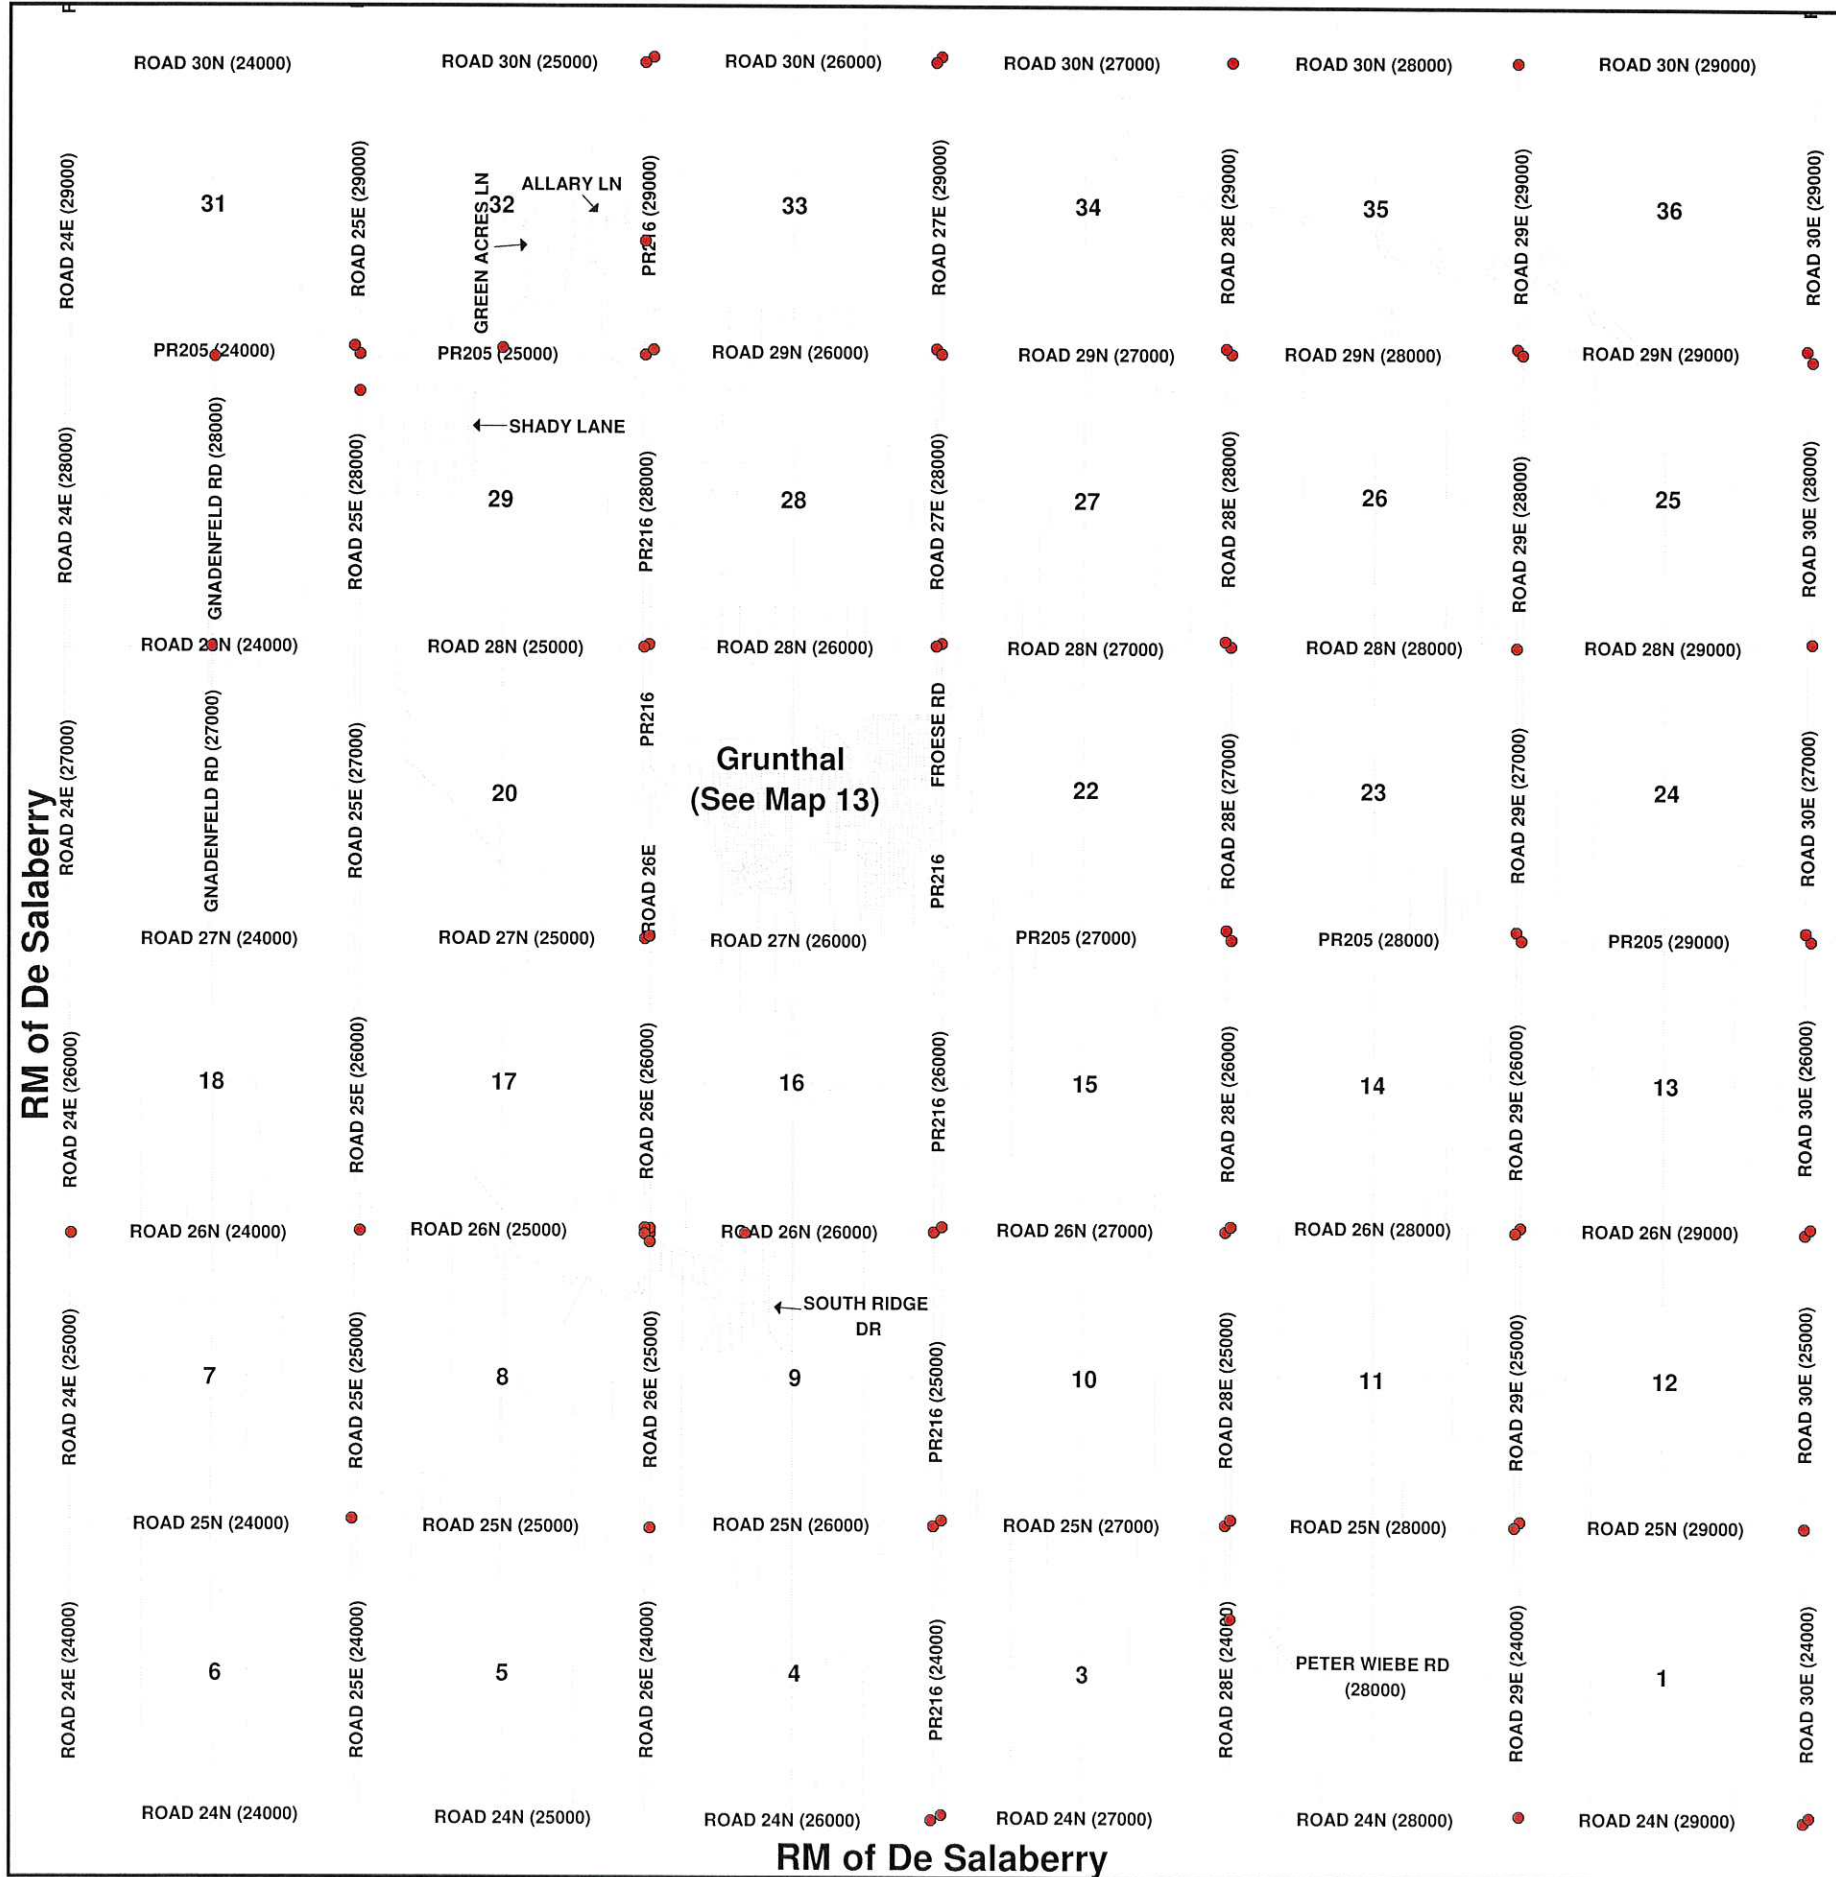 ROAD 30N (24000)
ROAD 30N (25000)
ROAD 30N (26000)
ROAD 30N (27000)
ROAD 30N (28000)
ROAD 30N (29000)
ROAD 24E (29000)
31
ROAD 25E (29000)
GREEN ACRES LN
32
ALLARY LN
PR216 (29000)
33
ROAD 27E (29000)
34
ROAD 28E (29000)
35
ROAD 29E (29000)
36
ROAD 30E (29000)
PR205 (24000)
PR205 (25000)
ROAD 29N (26000)
ROAD 29N (27000)
ROAD 29N (28000)
ROAD 29N (29000)
SHADY LANE
ROAD 24E (28000)
GNADENFELD RD (28000)
ROAD 25E (28000)
29
PR216 (28000)
28
ROAD 27E (28000)
27
ROAD 28E (28000)
26
ROAD 29E (28000)
25
ROAD 30E (28000)
ROAD 28N (24000)
ROAD 28N (25000)
ROAD 28N (26000)
ROAD 28N (27000)
ROAD 28N (28000)
ROAD 28N (29000)
RM of De Salaberry
ROAD 24E (27000)
GNADENFELD RD (27000)
ROAD 25E (27000)
20
PR216
ROAD 26E
Grunthal
(See Map 13)
FROESE RD
PR216
22
ROAD 28E (27000)
23
ROAD 29E (27000)
24
ROAD 30E (27000)
ROAD 27N (24000)
ROAD 27N (25000)
ROAD 27N (26000)
PR205 (27000)
PR205 (28000)
PR205 (29000)
ROAD 24E (26000)
18
ROAD 25E (26000)
17
ROAD 26E (26000)
16
PR216 (26000)
15
ROAD 28E (26000)
14
ROAD 29E (26000)
13
ROAD 30E (26000)
ROAD 26N (24000)
ROAD 26N (25000)
ROAD 26N (26000)
ROAD 26N (27000)
ROAD 26N (28000)
ROAD 26N (29000)
SOUTH RIDGE
DR
ROAD 24E (25000)
7
ROAD 25E (25000)
8
ROAD 26E (25000)
9
PR216 (25000)
10
ROAD 28E (25000)
11
ROAD 29E (25000)
12
ROAD 30E (25000)
ROAD 25N (24000)
ROAD 25N (25000)
ROAD 25N (26000)
ROAD 25N (27000)
ROAD 25N (28000)
ROAD 25N (29000)
ROAD 24E (24000)
6
ROAD 25E (24000)
5
ROAD 26E (24000)
4
PR216 (24000)
3
ROAD 28E (24000)
PETER WIEBE RD
(28000)
ROAD 29E (24000)
1
ROAD 30E (24000)
ROAD 24N (24000)
ROAD 24N (25000)
ROAD 24N (26000)
ROAD 24N (27000)
ROAD 24N (28000)
ROAD 24N (29000)
RM of De Salaberry